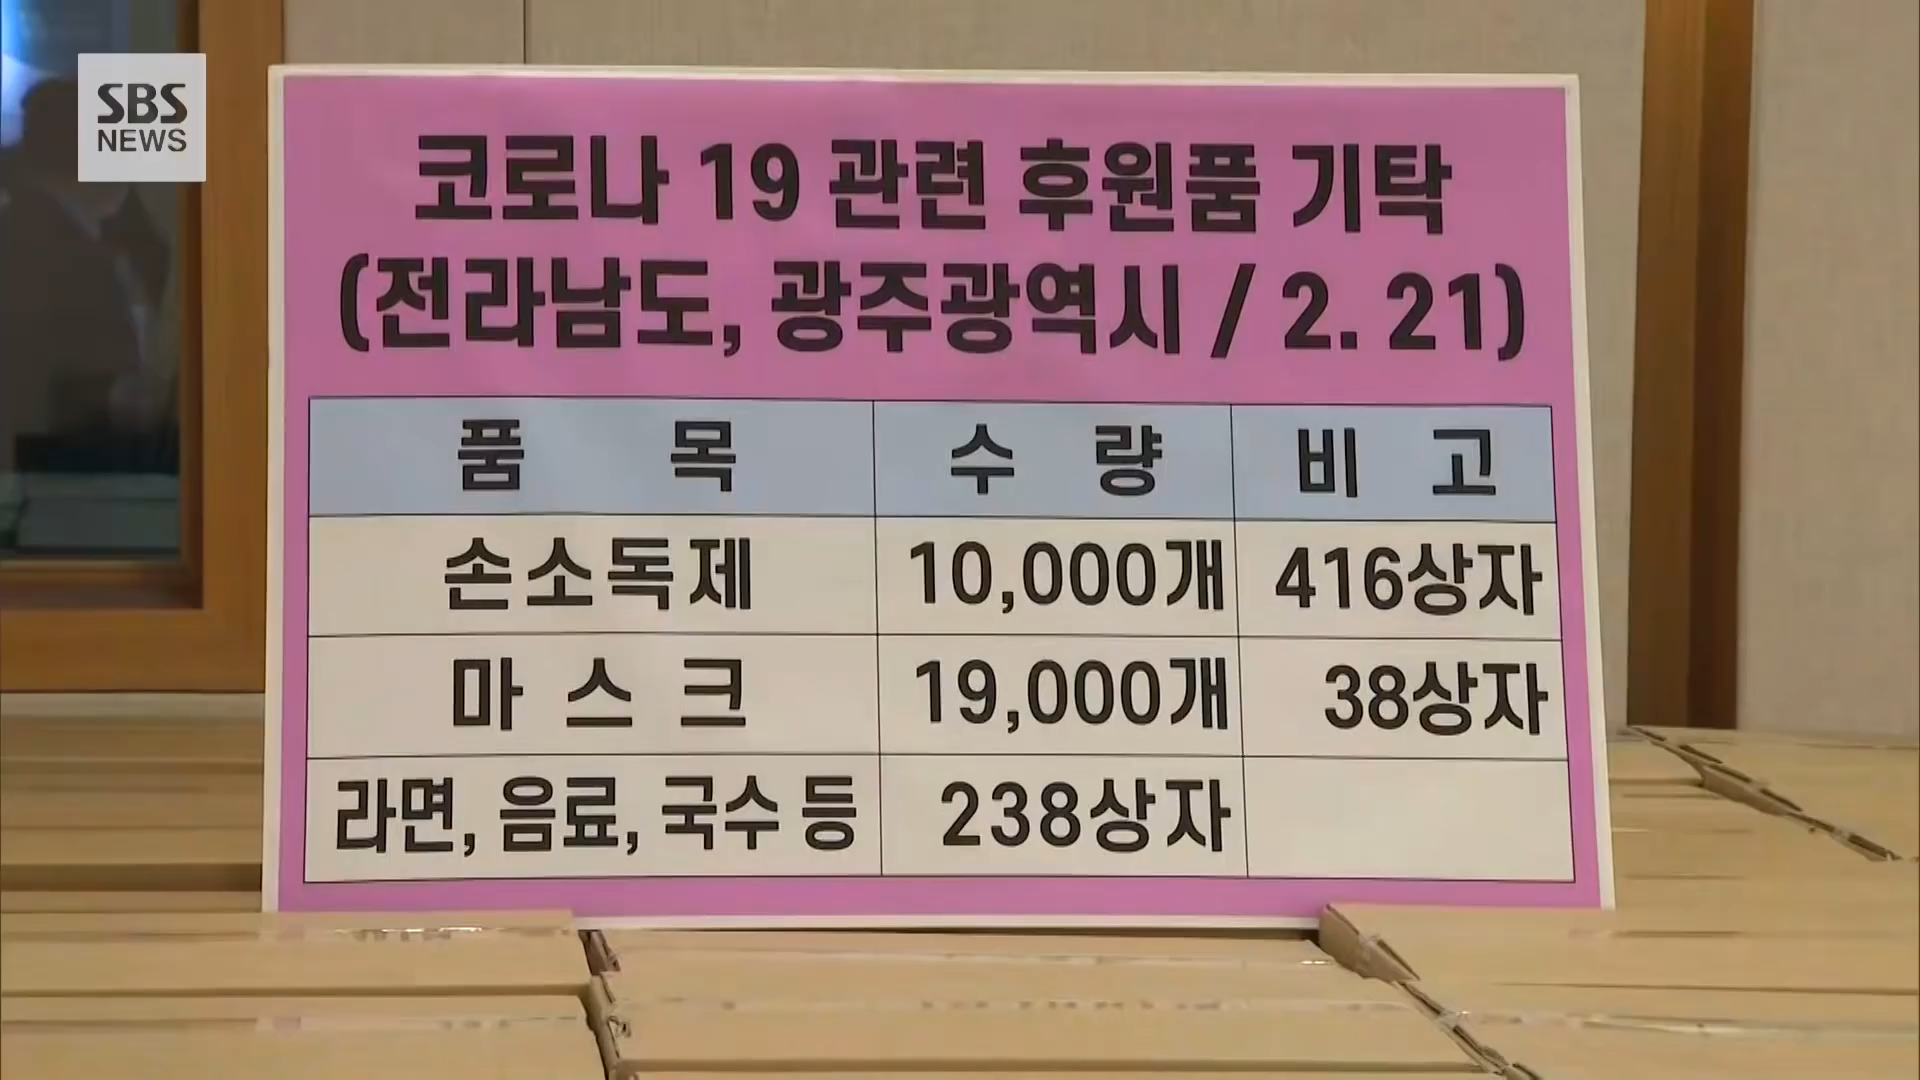 SBS
NEWS
코로나 19 관련 후원품 기탁
(전라남도, 광주광역시 / 2. 21)
품 목 수 량 비 고
손소독제 10,000개 416상자
마 스 크 19,000개 38상자
라면, 음료, 국수 등 238상자